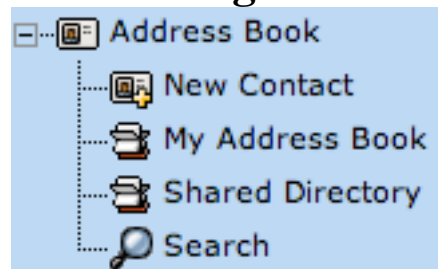 Address Book
New Contact
My Address Book
Shared Directory
Search